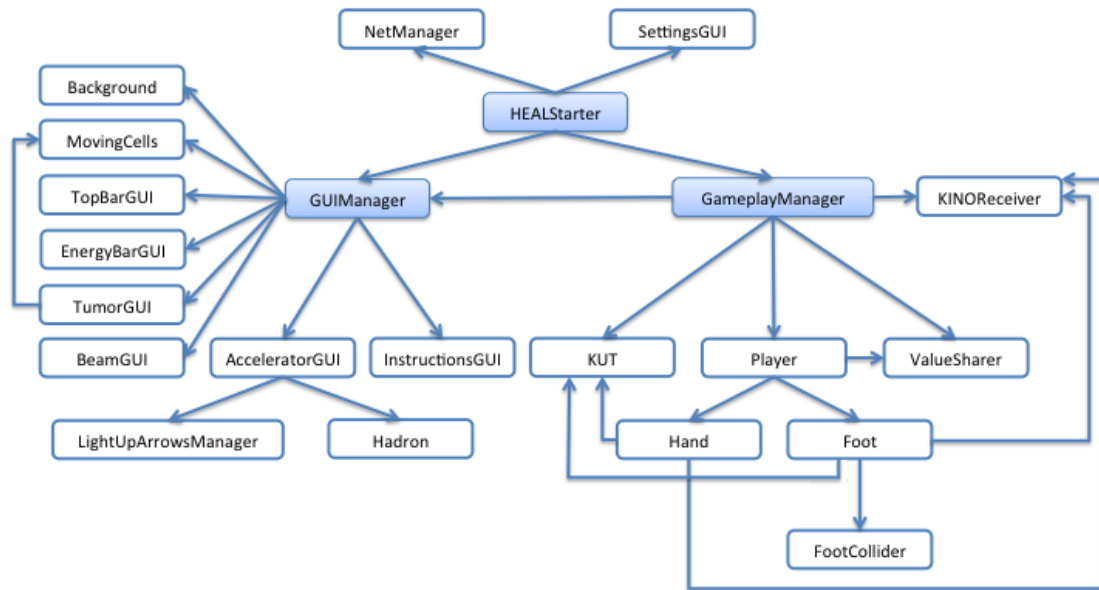 NetManager
SettingsGUI
Background
HEALStarter
MovingCells
TopBarGUI
GUIManager
GameplayManager
KINOReceiver
EnergyBarGUI
TumorGUI
BeamGUI
AcceleratorGUI
InstructionsGUI
KUT
Player
ValueSharer
LightUpArrowsManager
Hadron
Hand
Foot
FootCollider